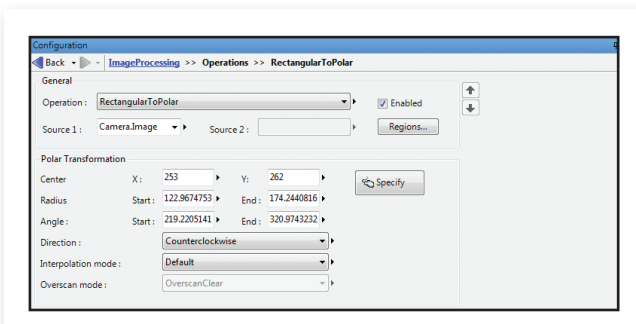 Configuration
Back ImageProcessing >> Operations >> RectangularToPolar
General
Operation : RectangularToPolar Enabled
Source 1 : Camera.Image Source 2 : Regions...
Polar Transformation
Center X : 253 Y : 262 Specify
Radius Start : 122.9674753 End : 174.2440816
Angle : Start : 219.2205141 End : 320.9743232
Direction : Counterclockwise
Interpolation mode : Default
Overscan mode : OverscanClear